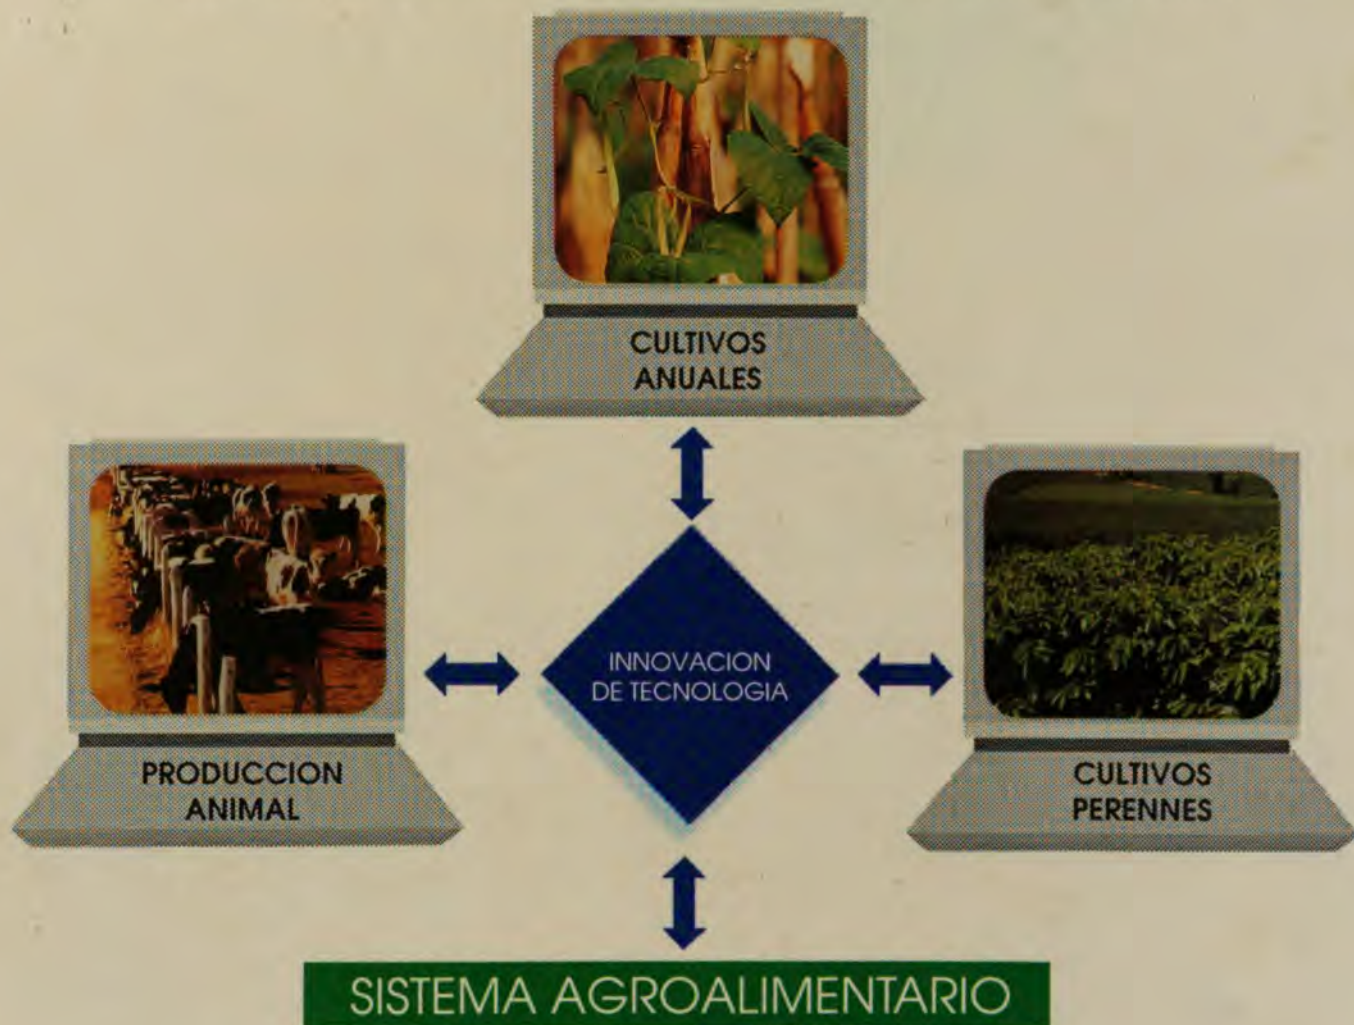 CULTIVOS
ANUALES
PRODUCCION
ANIMAL
INNOVACION
DE TECNOLOGIA
CULTIVOS
PERENNES
SISTEMA AGROALIMENTARIO